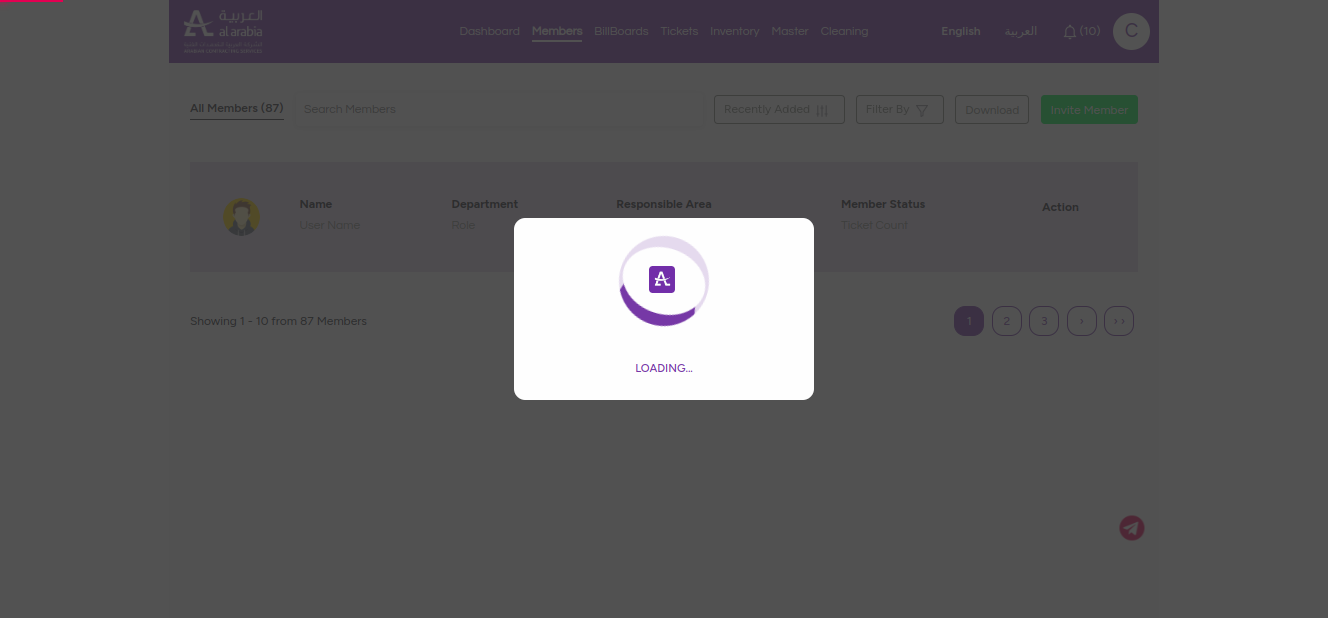 العربية
al arabia
Dashboard Members BillBoards Tickets Inventory Master Cleaning English العربية (10) C
All Members (87) Search Members Recently Added Filter By Download Invite Member
Name Department Responsible Area Member Status Action
User Name Role Ticket Count
LOADING...
Showing 1 - 10 from 87 Members 1 2 3 › ››